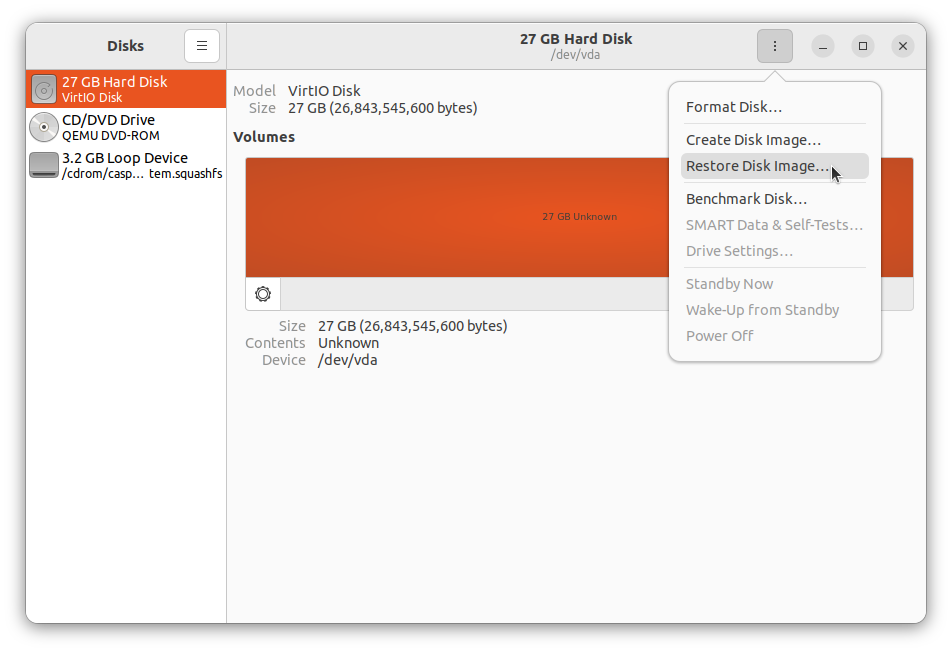 Disks
27 GB Hard Disk
/dev/vda
27 GB Hard Disk
VirtIO Disk
CD/DVD Drive
QEMU DVD-ROM
3.2 GB Loop Device
/cdrom/casp… tem.squashfs
Model VirtIO Disk
Size 27 GB (26,843,545,600 bytes)
Volumes
27 GB Unknown
Size 27 GB (26,843,545,600 bytes)
Contents Unknown
Device /dev/vda
Format Disk…
Create Disk Image…
Restore Disk Image…
Benchmark Disk…
SMART Data & Self-Tests…
Drive Settings…
Standby Now
Wake-Up from Standby
Power Off